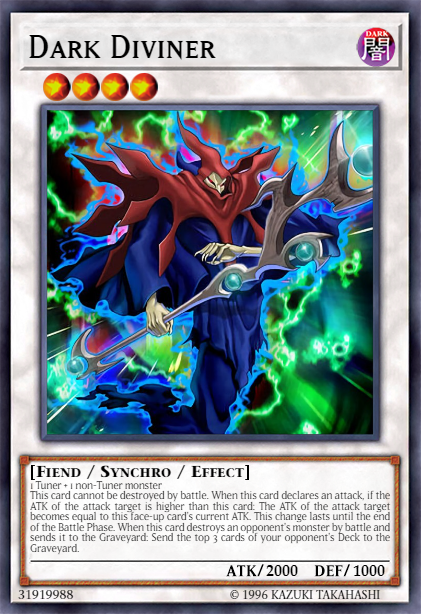 DARK DIVINER
DARK
闇
[FIEND / SYNCHRO / EFFECT]
1 Tuner + 1 non-Tuner monster
This card cannot be destroyed by battle. When this card declares an attack, if the
ATK of the attack target is higher than this card: The ATK of the attack target
becomes equal to this face-up card's current ATK. This change lasts until the end
of the Battle Phase. When this card destroys an opponent's monster by battle and
sends it to the Graveyard: Send the top 3 cards of your opponent's Deck to the
Graveyard.
ATK/2000 DEF/1000
31919988
© 1996 KAZUKI TAKAHASHI